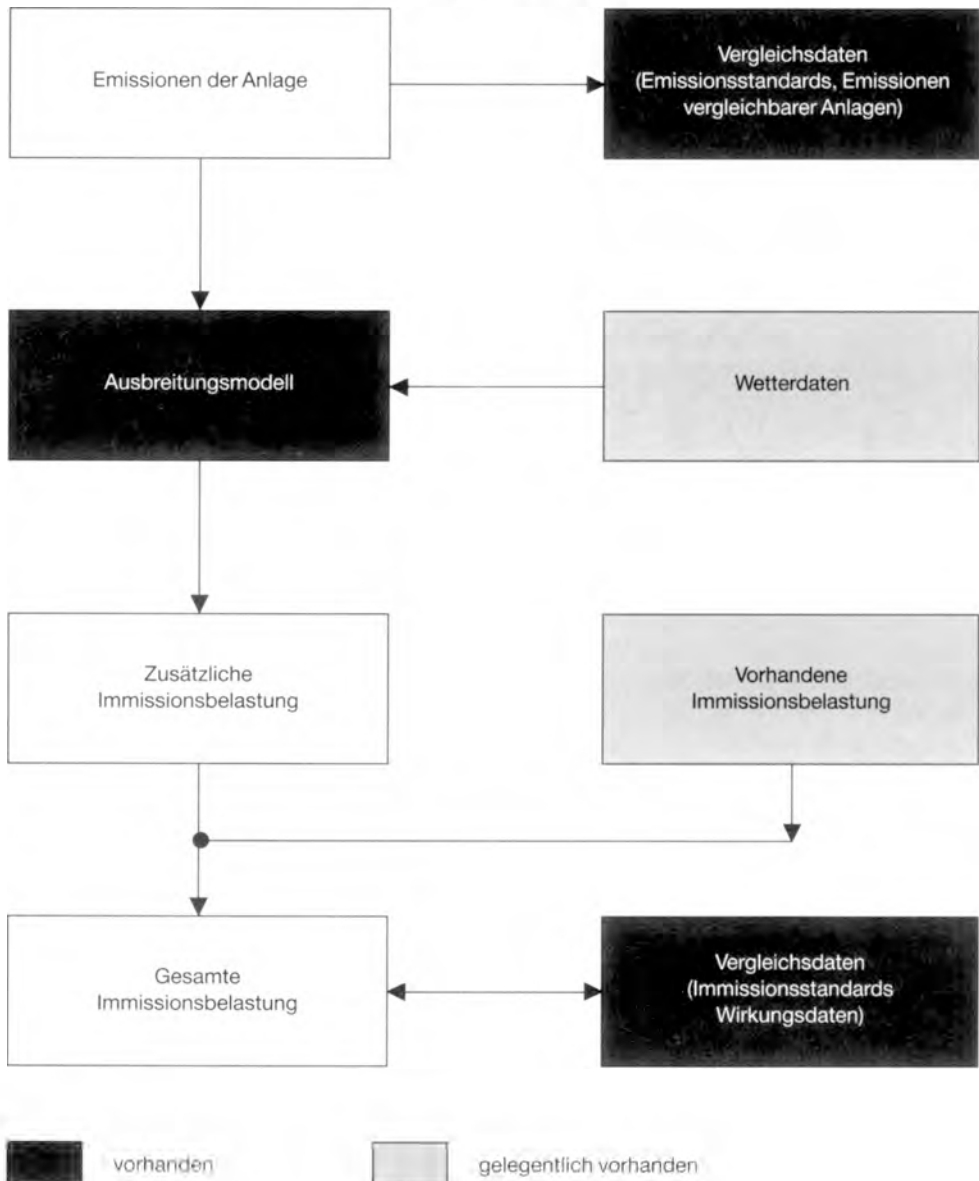 Emissionen der Anlage
Vergleichsdaten
(Emissionsstandards, Emissionen
vergleichbarer Anlagen)
Ausbreitungsmodell
Wetterdaten
Zusätzliche
Immissionsbelastung
Vorhandene
Immissionsbelastung
Gesamte
Immissionsbelastung
Vergleichsdaten
(Immissionsstandards
Wirkungsdaten)
vorhanden
gelegentlich vorhanden